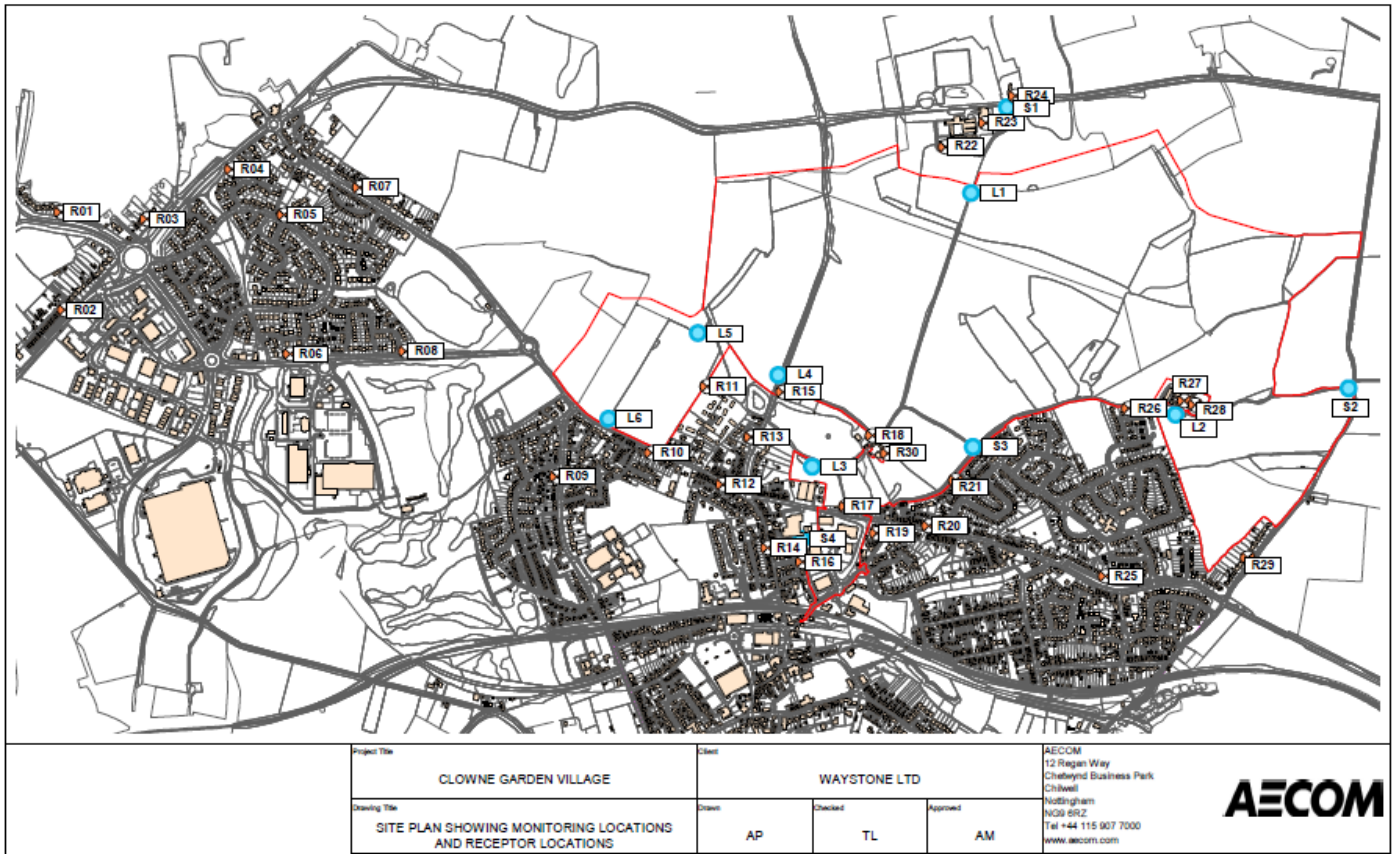 R24
S1
R23
R22
R04
R07
L1
R01
R03
R05
R02
L5
R06
R08
L4
R11
R15
R27
R26
R28
S2
L2
L6
R13
R18
R10
R30
S3
L3
R09
R12
R21
R17
R20
R19
S4
R14
R16
R29
R25
Project Title
CLOWNE GARDEN VILLAGE
Client
WAYSTONE LTD
Drawing Title
SITE PLAN SHOWING MONITORING LOCATIONS
AND RECEPTOR LOCATIONS
Drawn
AP
Checked
TL
Approved
AM
AECOM
12 Regan Way
Chetwynd Business Park
Chilwell
Nottingham
NG9 6RZ
Tel +44 115 907 7000
www.aecom.com
AECOM